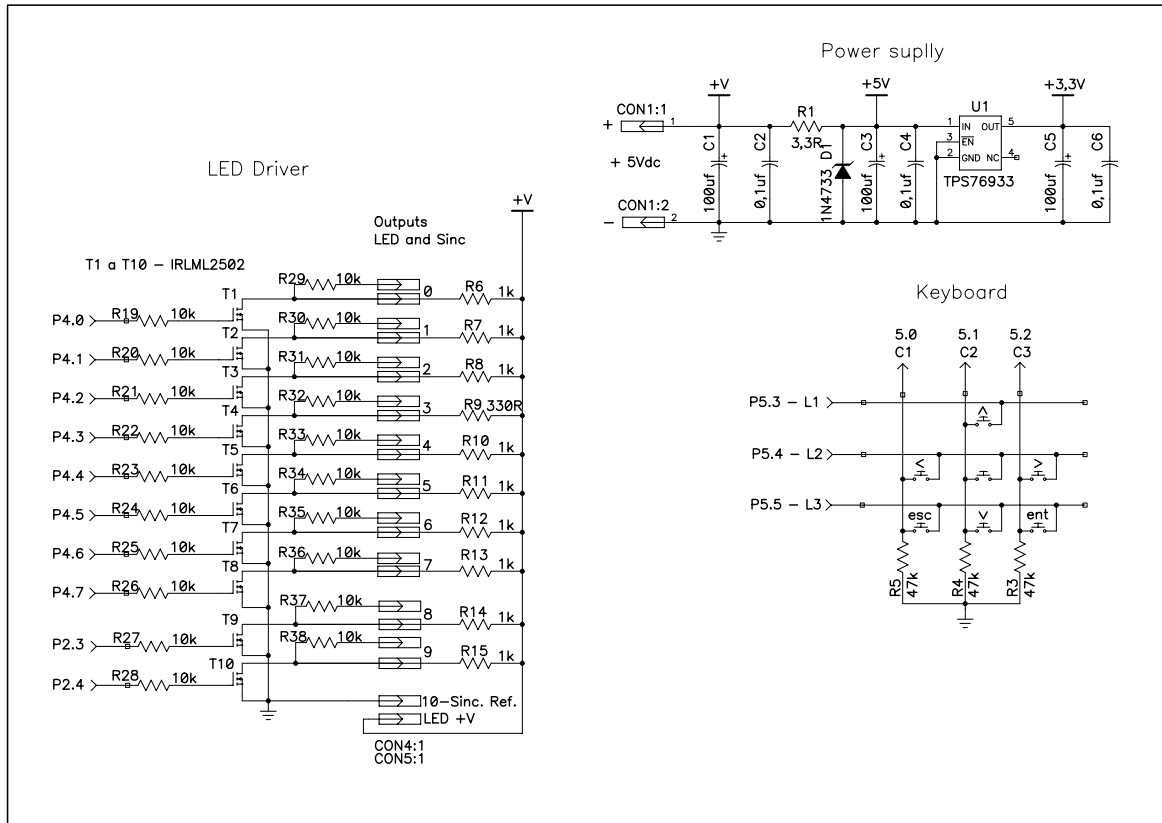 Power suplly
+V
+5V
+3,3V
CON1:1
1
+
R1
3,3R
U1
1 IN OUT 5
3 EN
2 GND NC 4
TPS76933
C1
100uf
+
C2
0,1uf
D1
1N4733
C3
100uf
+
C4
0,1uf
C5
100uf
+
C6
0,1uf
+ 5Vdc
- CON1:2
2
LED Driver
+V
Outputs
LED and Sinc
T1 a T10 - IRLML2502
R29 10k
T1 0 R6 1k
P4.0 R19 10k
R30 10k
T2 1 R7 1k
P4.1 R20 10k
R31 10k
T3 2 R8 1k
P4.2 R21 10k
R32 10k
T4 3 R9 330R
P4.3 R22 10k
R33 10k
T5 4 R10 1k
P4.4 R23 10k
R34 10k
T6 5 R11 1k
P4.5 R24 10k
R35 10k
T7 6 R12 1k
P4.6 R25 10k
R36 10k
T8 7 R13 1k
P4.7 R26 10k
R37 10k
T9 8 R14 1k
P2.3 R27 10k
R38 10k
T10 9 R15 1k
P2.4 R28 10k
10-Sinc. Ref.
LED +V
CON4:1
CON5:1
Keyboard
5.0 5.1 5.2
C1 C2 C3
P5.3 - L1
^
P5.4 - L2
< >
P5.5 - L3
esc v ent
R5 47k
R4 47k
R3 47k